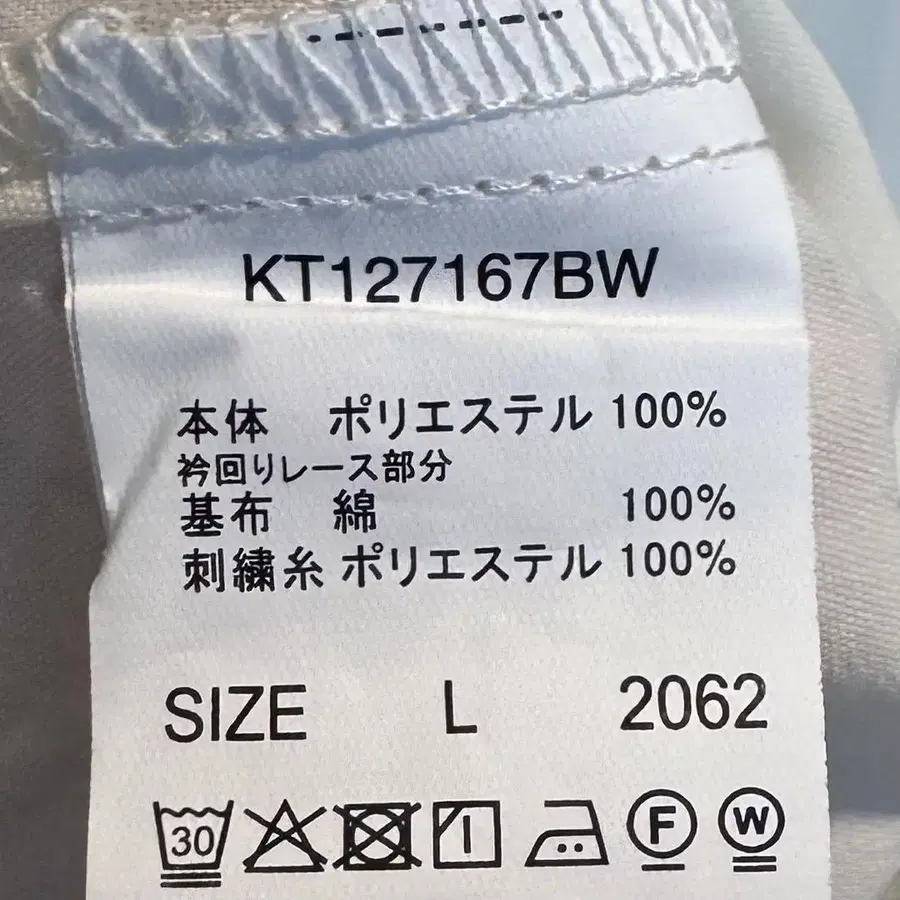 KT127167BW
本体 ポリエステル 100%
衿回りレース部分
基布 綿 100%
刺繍糸 ポリエステル 100%
SIZE L 2062
30 F W